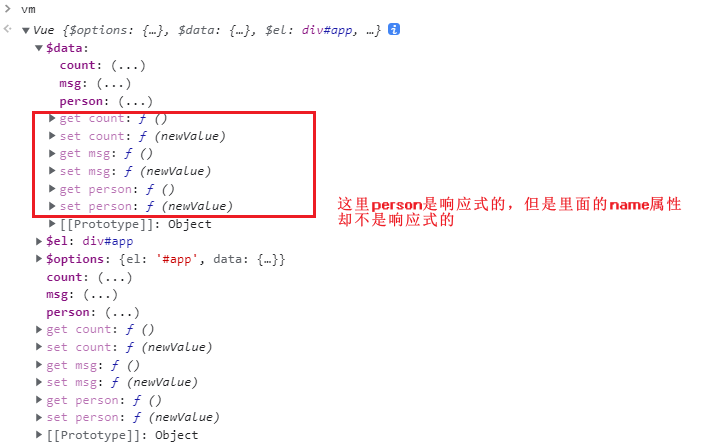 vm
Vue {$options: {…}, $data: {…}, $el: div#app, …} i
$data:
count: (...)
msg: (...)
person: (...)
get count: ƒ ()
set count: ƒ (newValue)
get msg: ƒ ()
set msg: ƒ (newValue)
get person: ƒ ()
set person: ƒ (newValue)
[[Prototype]]: Object
这里person是响应式的，但是里面的name属性
却不是响应式的
$el: div#app
$options: {el: '#app', data: {…}}
count: (...)
msg: (...)
person: (...)
get count: ƒ ()
set count: ƒ (newValue)
get msg: ƒ ()
set msg: ƒ (newValue)
get person: ƒ ()
set person: ƒ (newValue)
[[Prototype]]: Object